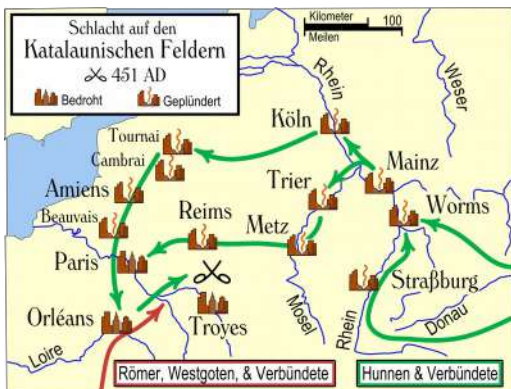 Schlacht auf den
Katalaunischen Feldern
451 AD
Bedroht Geplündert
Kilometer
100
Meilen
Rhein
Weser
Köln
Tournai
Cambrai
Mainz
Trier
Amiens
Beauvais
Reims
Metz
Worms
Paris
Straßburg
Orléans
Troyes
Mosel
Rhein
Donau
Loire
Römer, Westgoten, & Verbündete
Hunnen & Verbündete